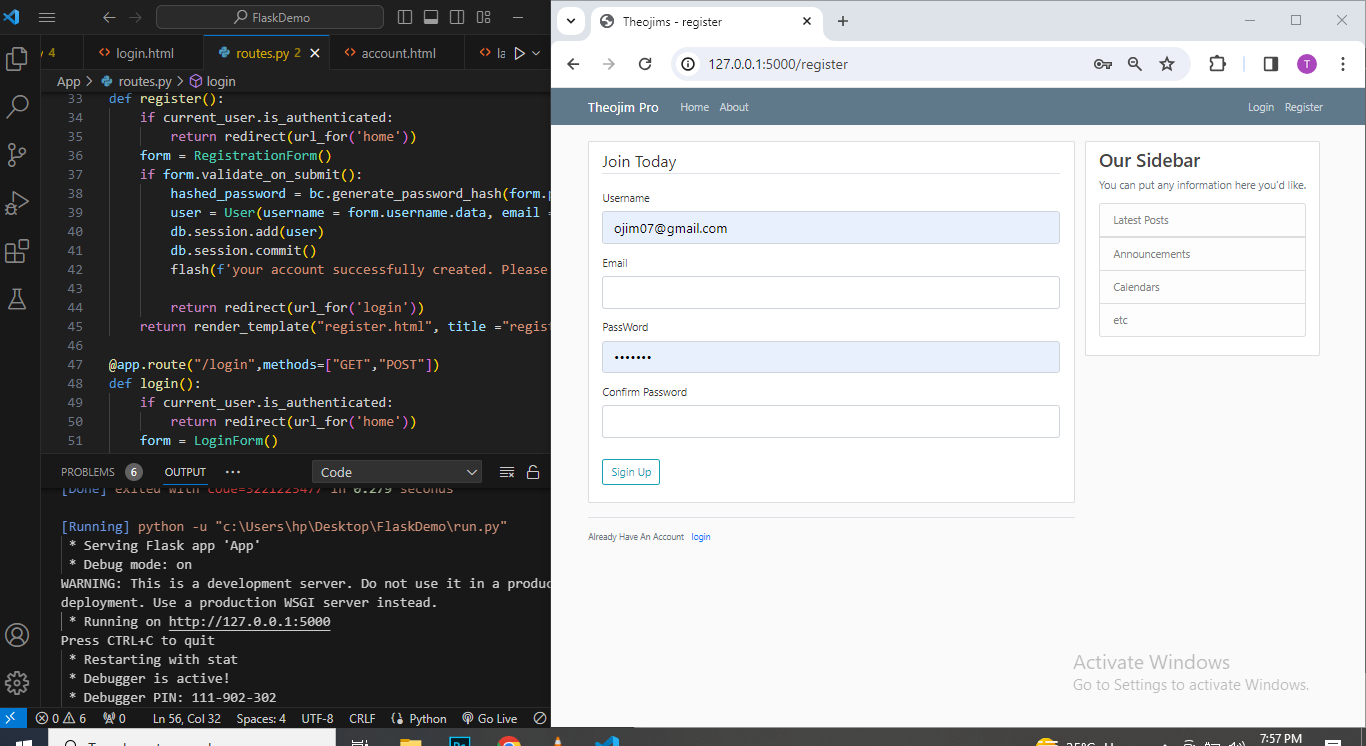 FlaskDemo
4
login.html
routes.py 2
account.html
la
App > routes.py > login
33 def register():
34 if current_user.is_authenticated:
35 return redirect(url_for('home'))
36 form = RegistrationForm()
37 if form.validate_on_submit():
38 hashed_password = bc.generate_password_hash(form.p
39 user = User(username = form.username.data, email =
40 db.session.add(user)
41 db.session.commit()
42 flash(f'your account successfully created. Please
43
44 return redirect(url_for('login'))
45 return render_template("register.html", title ="regist
46
47 @app.route("/login",methods=["GET","POST"])
48 def login():
49 if current_user.is_authenticated:
50 return redirect(url_for('home'))
51 form = LoginForm()
PROBLEMS 6 OUTPUT ... Code
[Done] exited with code=3221225477 in 0.279 seconds
[Running] python -u "c:\Users\hp\Desktop\FlaskDemo\run.py"
* Serving Flask app 'App'
* Debug mode: on
WARNING: This is a development server. Do not use it in a produc
deployment. Use a production WSGI server instead.
* Running on http://127.0.0.1:5000
Press CTRL+C to quit
* Restarting with stat
* Debugger is active!
* Debugger PIN: 111-902-302
0 6 0 Ln 56, Col 32 Spaces: 4 UTF-8 CRLF Python Go Live
Theojims - register
127.0.0.1:5000/register
T
Theojim Pro Home About Login Register
Join Today
Username
ojim07@gmail.com
Email
PassWord
•••••••
Confirm Password
Sigin Up
Already Have An Account login
Our Sidebar
You can put any information here you'd like.
Latest Posts
Announcements
Calendars
etc
Activate Windows
Go to Settings to activate Windows.
7:57 PM